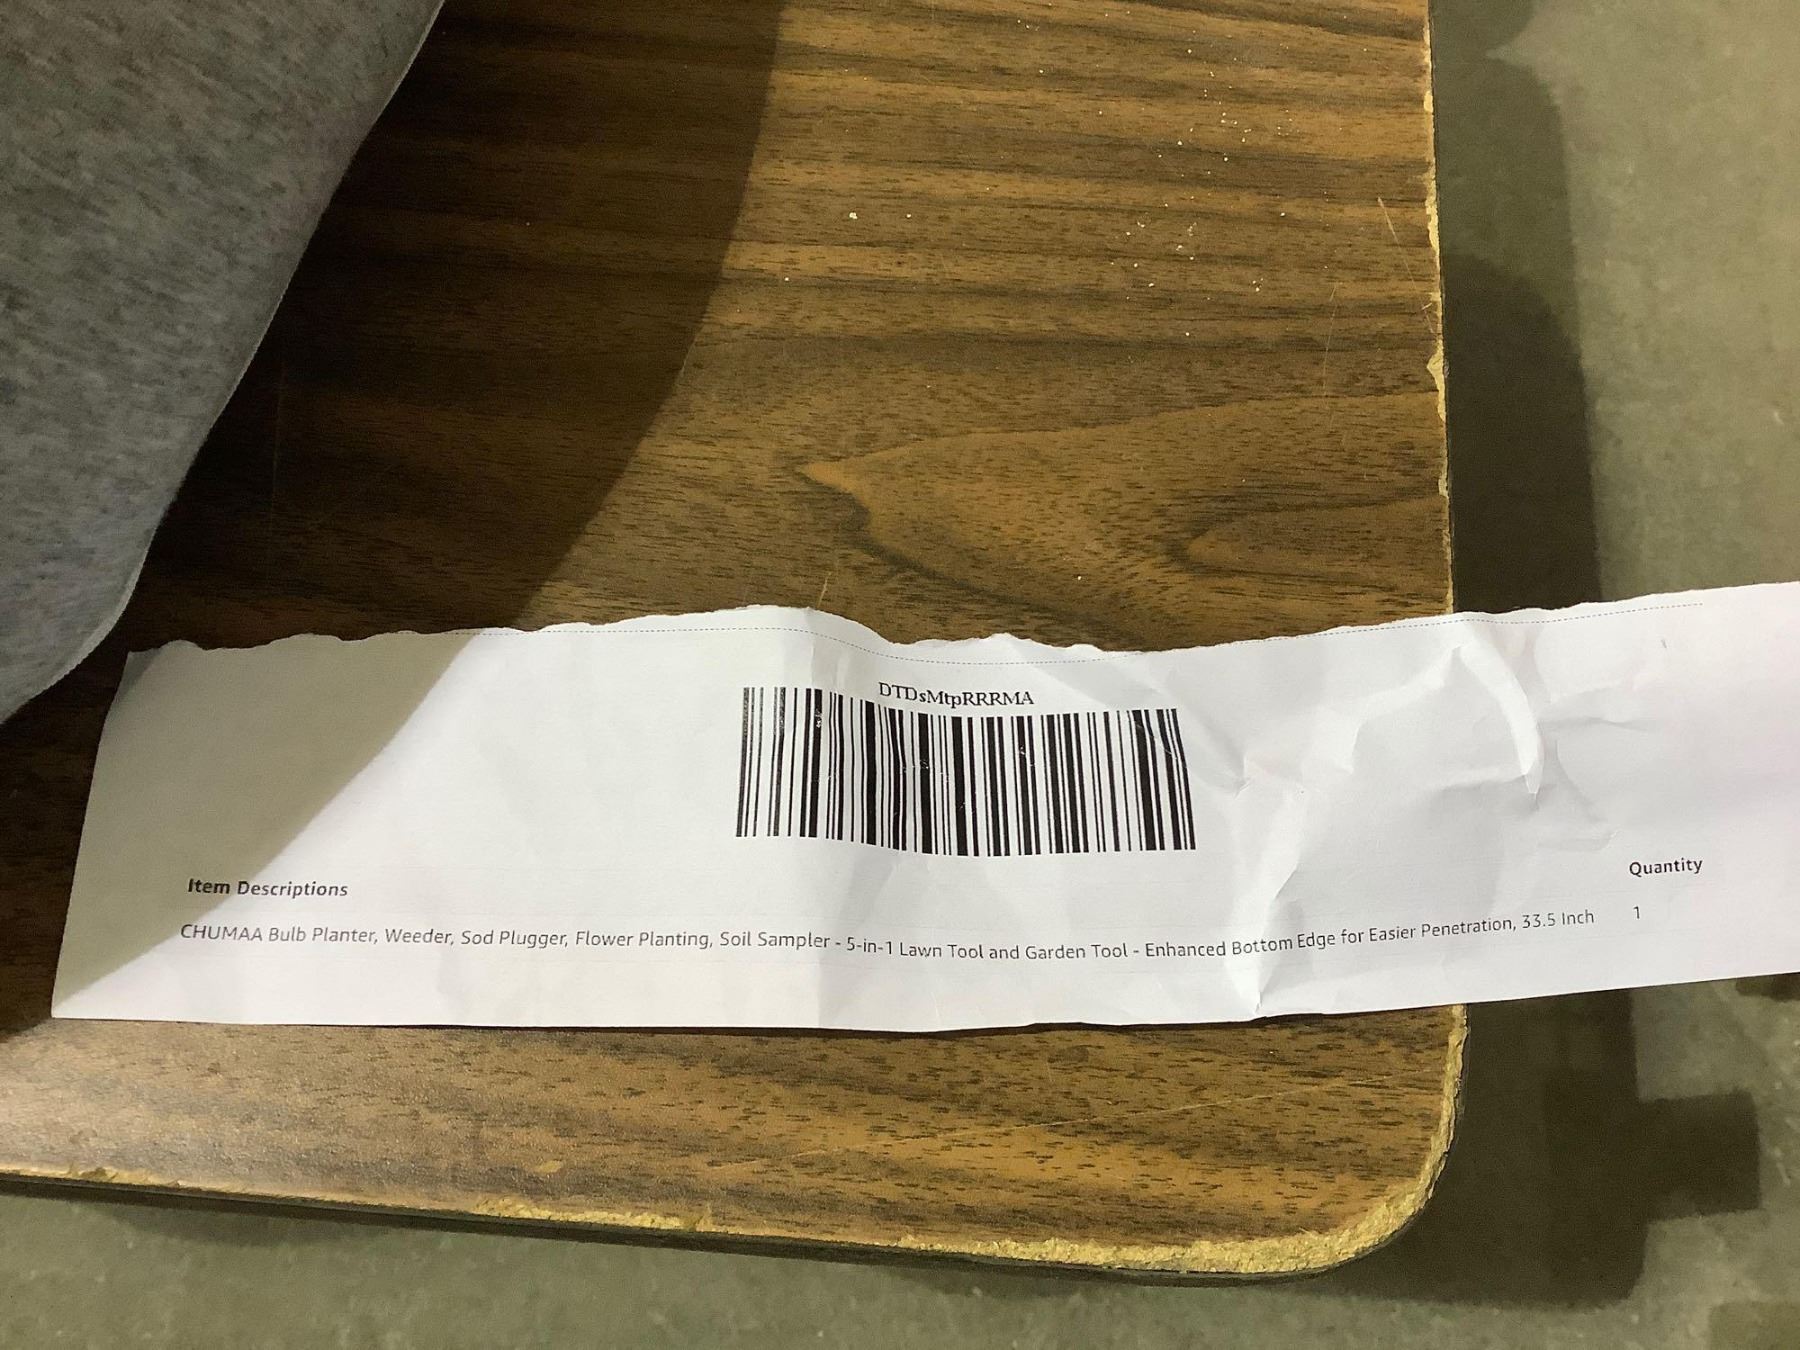 DTDsMtpRRRMA
Item Descriptions
Quantity
CHUMAA Bulb Planter, Weeder, Sod Plugger, Flower Planting, Soil Sampler - 5-in-1 Lawn Tool and Garden Tool - Enhanced Bottom Edge for Easier Penetration, 33.5 Inch
1